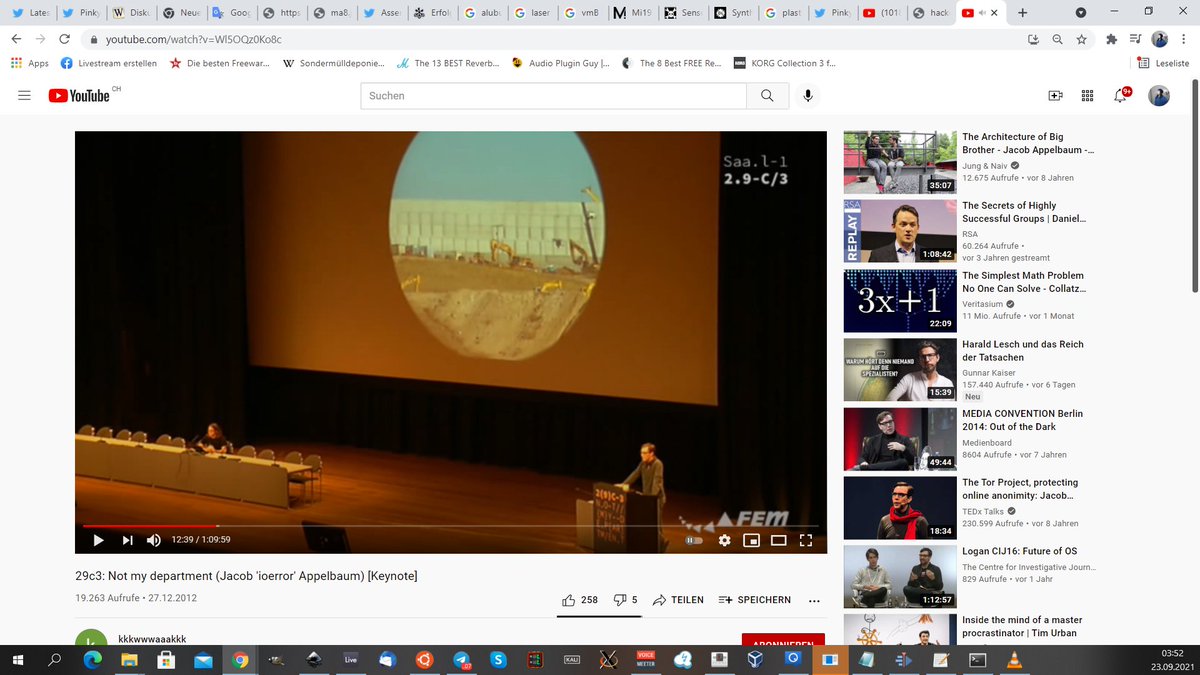 Lates
Pinky
Disku
Neue
Goog
https
ma8.
Asse
Erfol
alub
laser
vmB
Mi19
Sens
Synth
plast
Pinky
(101
hack
youtube.com/watch?v=Wl5OQz0Ko8c
Apps
Livestream erstellen
Die besten Freewar...
Sondermülldeponie...
The 13 BEST Reverb...
Audio Plugin Guy |...
The 8 Best FREE Re...
KORG Collection 3 f...
Leseliste
YouTube CH
Suchen
9+
Saa.l-1
2.9-C/3
FEM
12:39 / 1:09:59
29c3: Not my department (Jacob 'ioerror' Appelbaum) [Keynote]
19.263 Aufrufe • 27.12.2012
258
5
TEILEN
SPEICHERN
kkkwwwaaakkk
ABONNIEREN
The Architecture of Big
Brother - Jacob Appelbaum -...
Jung & Naiv
12.675 Aufrufe • vor 8 Jahren
35:07
The Secrets of Highly
Successful Groups | Daniel...
RSA
60.264 Aufrufe •
vor 3 Jahren gestreamt
RSA
REPLAY
1:08:42
The Simplest Math Problem
No One Can Solve - Collatz...
Veritasium
11 Mio. Aufrufe • vor 1 Monat
3x+1
22:09
Harald Lesch und das Reich
der Tatsachen
Gunnar Kaiser
157.440 Aufrufe • vor 6 Tagen
Neu
WARUM HÖRT DENN NIEMAND
AUF DIE
SPEZIALISTEN?
15:39
MEDIA CONVENTION Berlin
2014: Out of the Dark
Medienboard
8604 Aufrufe • vor 7 Jahren
49:44
The Tor Project, protecting
online anonimity: Jacob...
TEDx Talks
230.599 Aufrufe • vor 8 Jahren
18:34
Logan CIJ16: Future of OS
The Centre for Investigative Journ...
829 Aufrufe • vor 1 Jahr
1:12:57
Inside the mind of a master
procrastinator | Tim Urban
Live
07
KALI
VOICE
MEETER
03:52
23.09.2021